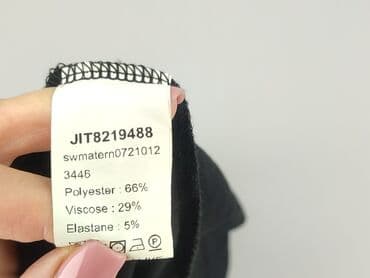 JIT8219488
swmatern0721012
3446
Polyester : 66%
Viscose : 29%
Elastane : 5%